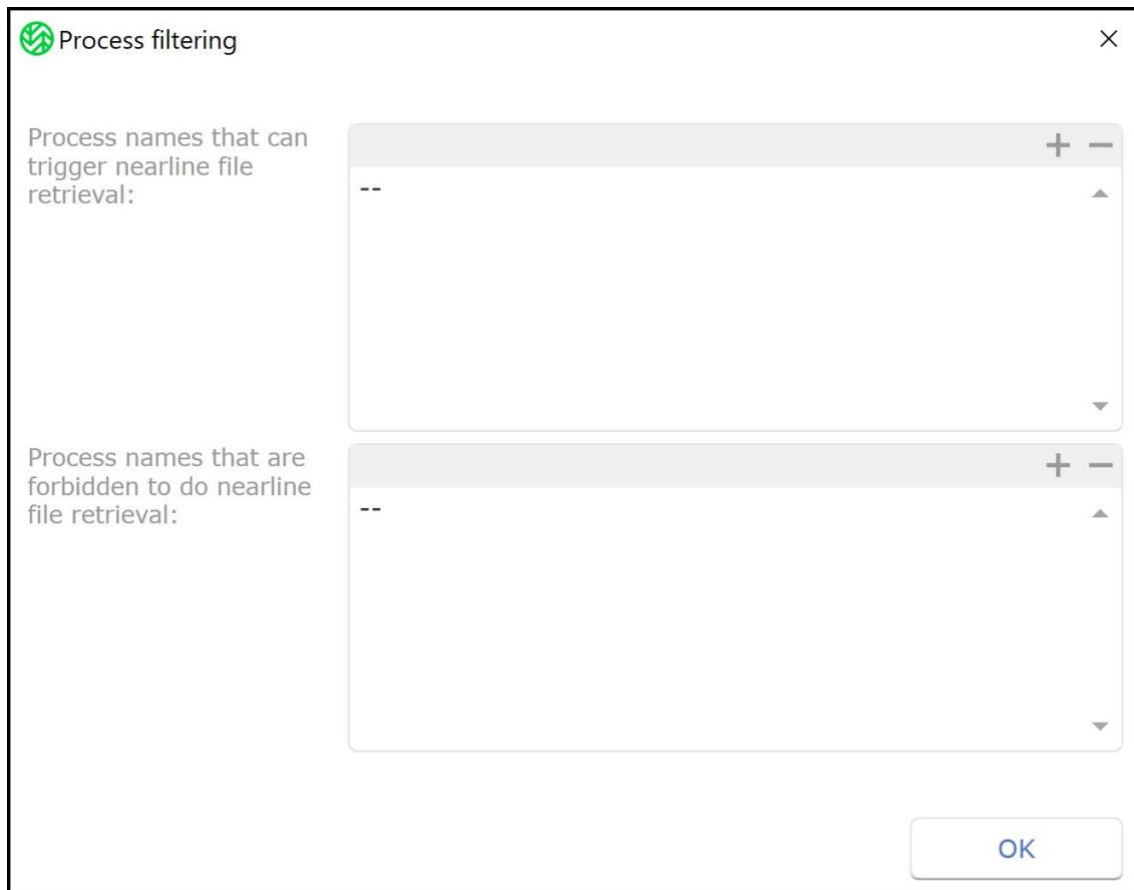 Process filtering
Process names that can
trigger nearline file
retrieval:
--
Process names that are
forbidden to do nearline
file retrieval:
--
OK